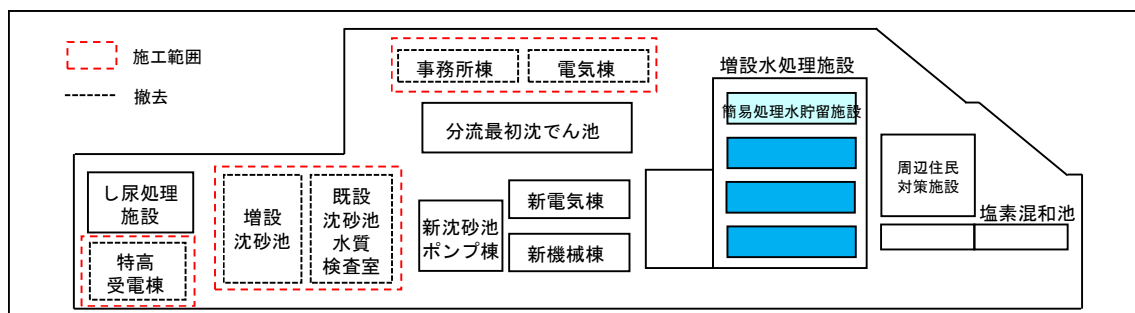 施工範囲
撤去
事務所棟
電気棟
分流最初沈でん池
増設水処理施設
簡易処理水貯留施設
周辺住民
対策施設
塩素混和池
し尿処理
施設
特高
受電棟
増設
沈砂池
既設
沈砂池
水質
検査室
新沈砂池
ポンプ棟
新電気棟
新機械棟